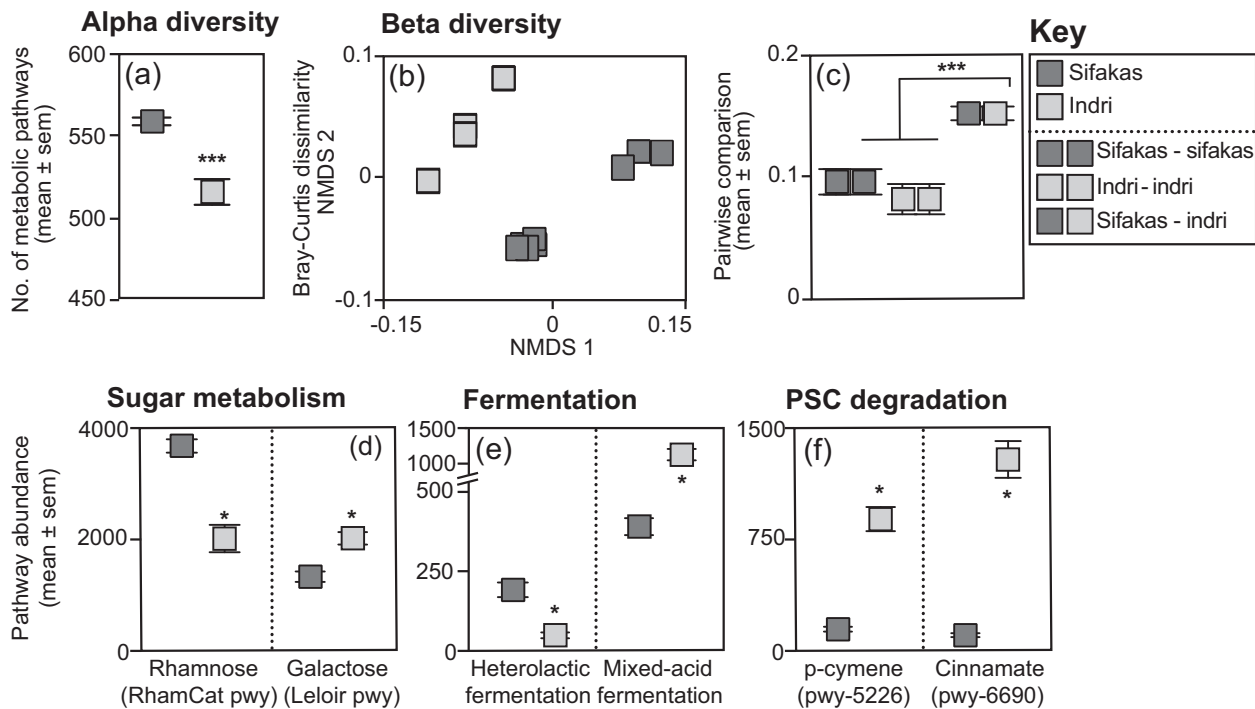 Alpha diversity
Beta diversity
Key
No. of metabolic pathways
(mean ± sem)
600
550
500
450
(a)
***
Bray-Curtis dissimilarity
NMDS 2
0.1
0
-0.1
(b)
-0.15
0
0.15
NMDS 1
Pairwise comparison
(mean ± sem)
0.2
0.1
0
(c)
***
Sifakas
Indri
Sifakas - sifakas
Indri - indri
Sifakas - indri
Sugar metabolism
Fermentation
PSC degradation
Pathway abundance
(mean ± sem)
4000
2000
0
(d)
*
*
Rhamnose
(RhamCat pwy)
Galactose
(Leloir pwy)
1500
1000
500
250
0
(e)
*
*
Heterolactic
fermentation
Mixed-acid
fermentation
1500
750
0
(f)
*
*
p-cymene
(pwy-5226)
Cinnamate
(pwy-6690)